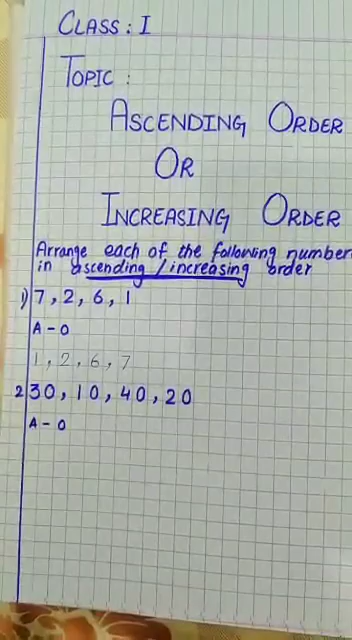 CLASS: I
TOPIC:
ASCENDING ORDER
OR
INCREASING ORDER
Arrange each of the following number
in ascending/increasing order
1) 7, 2, 6, 1
A-O
1, 2, 6, 7
2 30, 10, 40, 20
A-O